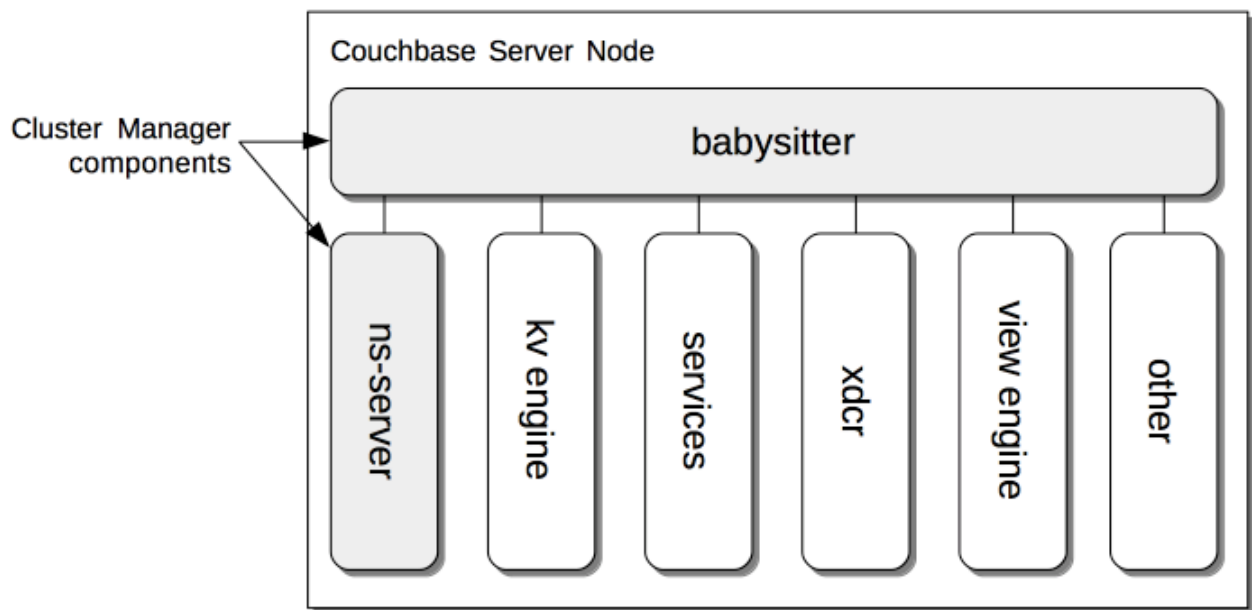 Couchbase Server Node
Cluster Manager
components
babysitter
ns-server
kv engine
services
xdcr
view engine
other